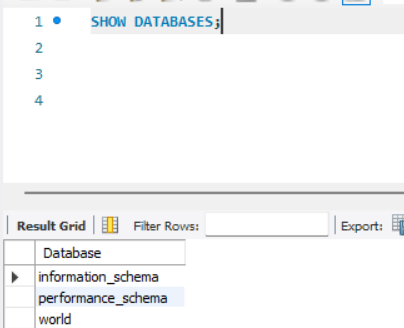 1 SHOW DATABASES;
2
3
4
Result Grid Filter Rows: Export:
Database
information_schema
performance_schema
world